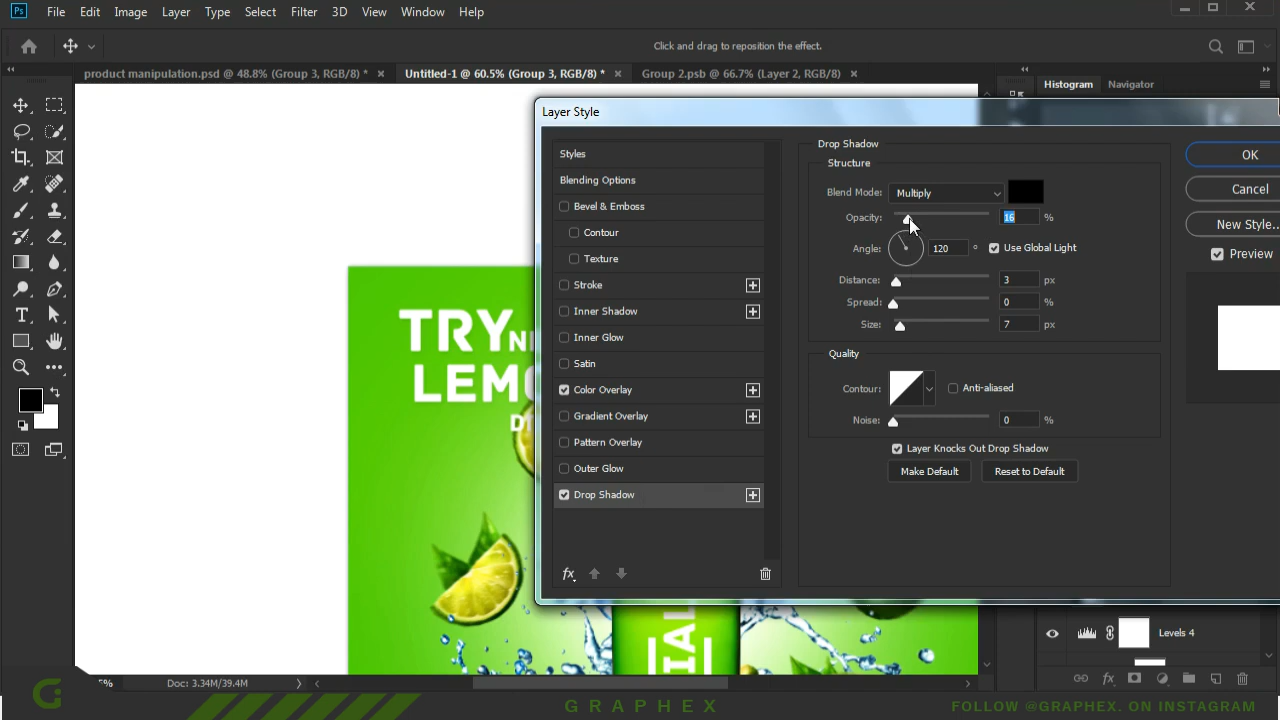 Ps File Edit Image Layer Type Select Filter 3D View Window Help
Click and drag to reposition the effect.
product manipulation.psd @ 48.8% (Group 3, RGB/8) * × Untitled-1 @ 60.5% (Group 3, RGB/8) * × Group 2.psb @ 66.7% (Layer 2, RGB/8) ×
Histogram Navigator
Layer Style
Styles
Blending Options
Bevel & Emboss
Contour
Texture
Stroke
Inner Shadow
Inner Glow
Satin
Color Overlay
Gradient Overlay
Pattern Overlay
Outer Glow
Drop Shadow
fx
Drop Shadow
Structure
Blend Mode: Multiply
Opacity: 16 %
Angle: 120 ° Use Global Light
Distance: 3 px
Spread: 0 %
Size: 7 px
Quality
Contour: Anti-aliased
Noise: 0 %
Layer Knocks Out Drop Shadow
Make Default Reset to Default
OK
Cancel
New Style..
Preview
TRY
LEMO
IAL
Levels 4
fx
5% Doc: 3.34M/39.4M
GRAPHEX
FOLLOW @GRAPHEX. ON INSTAGRAM